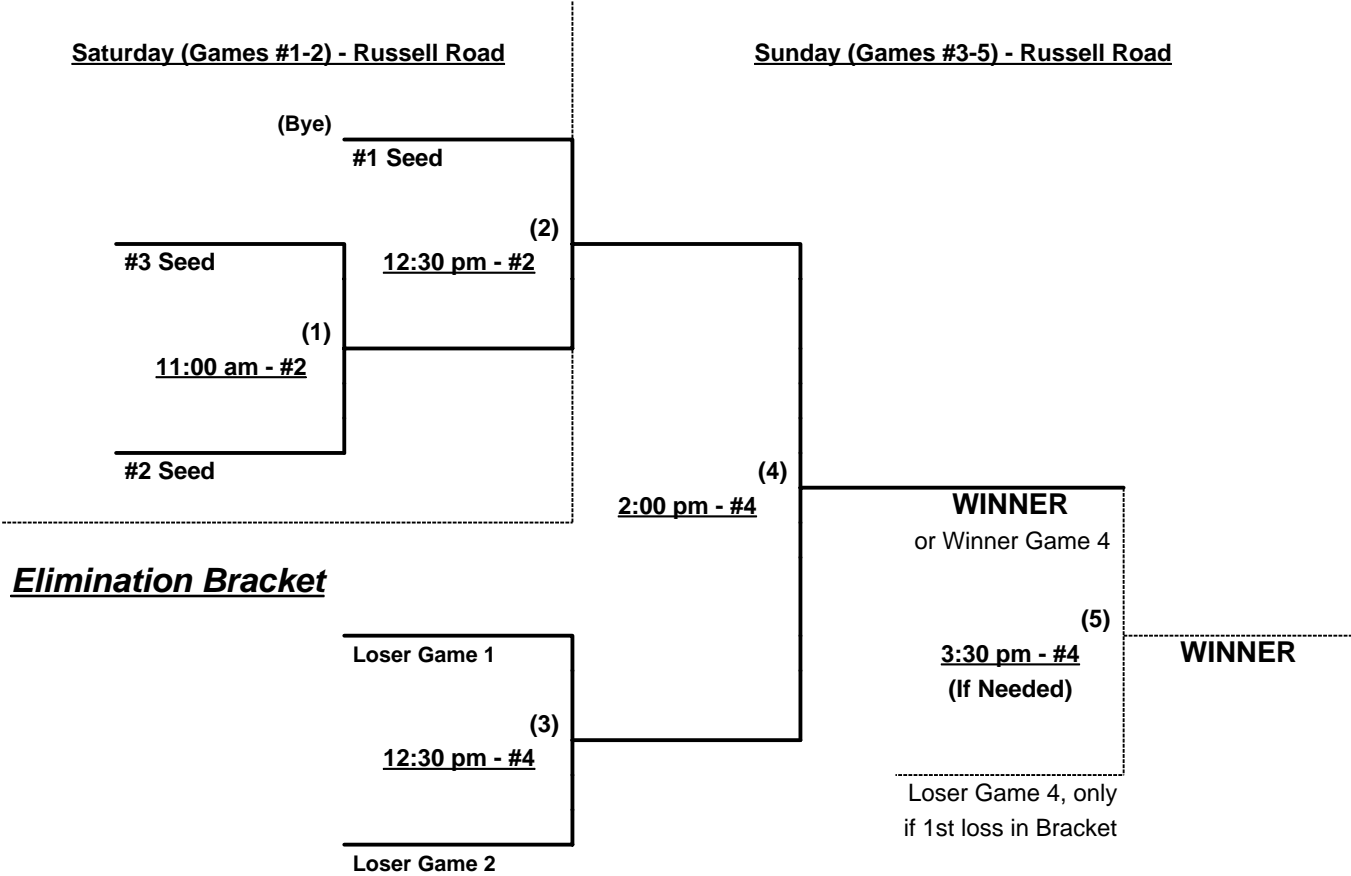 Saturday (Games #1-2) - Russell Road
Sunday (Games #3-5) - Russell Road
(Bye)
#1 Seed
(2)
12:30 pm - #2
#3 Seed
(1)
11:00 am - #2
#2 Seed
(4)
2:00 pm - #4
WINNER
or Winner Game 4
Elimination Bracket
Loser Game 1
(5)
3:30 pm - #4
(If Needed)
WINNER
(3)
12:30 pm - #4
Loser Game 4, only
if 1st loss in Bracket
Loser Game 2